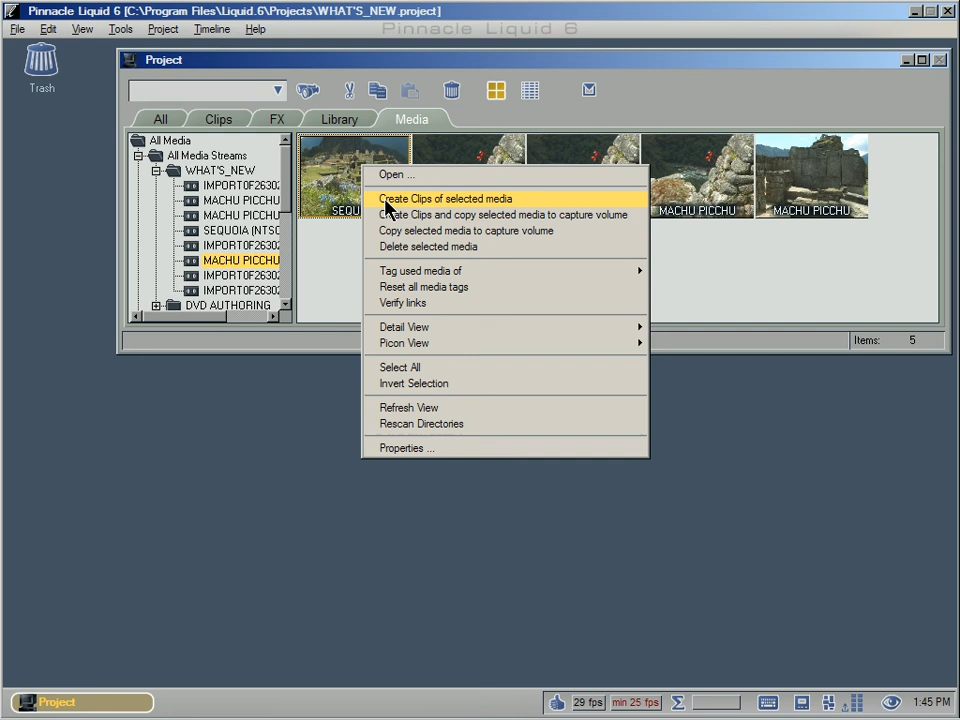 Pinnacle Liquid 6 [C:\Program Files\Liquid.6\Projects\WHAT'S_NEW.project]
File Edit View Tools Project Timeline Help
Pinnacle Liquid 6
Trash
Project
All Clips FX Library Media
All Media
All Media Streams
WHAT'S_NEW
IMPORT0F26302
MACHU PICCHU
MACHU PICCHU
SEQUOIA (NTSC
IMPORT0F26302
MACHU PICCHU
IMPORT0F26302
IMPORT0F26302
DVD AUTHORING
SEQU
MACHU PICCHU
MACHU PICCHU
Open ...
Create Clips of selected media
Create Clips and copy selected media to capture volume
Copy selected media to capture volume
Delete selected media
Tag used media of
Reset all media tags
Verify links
Detail View
Picon View
Select All
Invert Selection
Refresh View
Rescan Directories
Properties ...
Items: 5
Project
29 fps
min 25 fps
1:45 PM